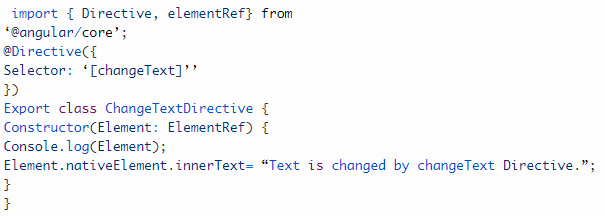 import { Directive, elementRef} from
‘@angular/core’;
@Directive({
Selector: ‘[changeText]’’
})
Export class ChangeTextDirective {
Constructor(Element: ElementRef) {
Console.log(Element);
Element.nativeElement.innerText= “Text is changed by changeText Directive.”;
}
}